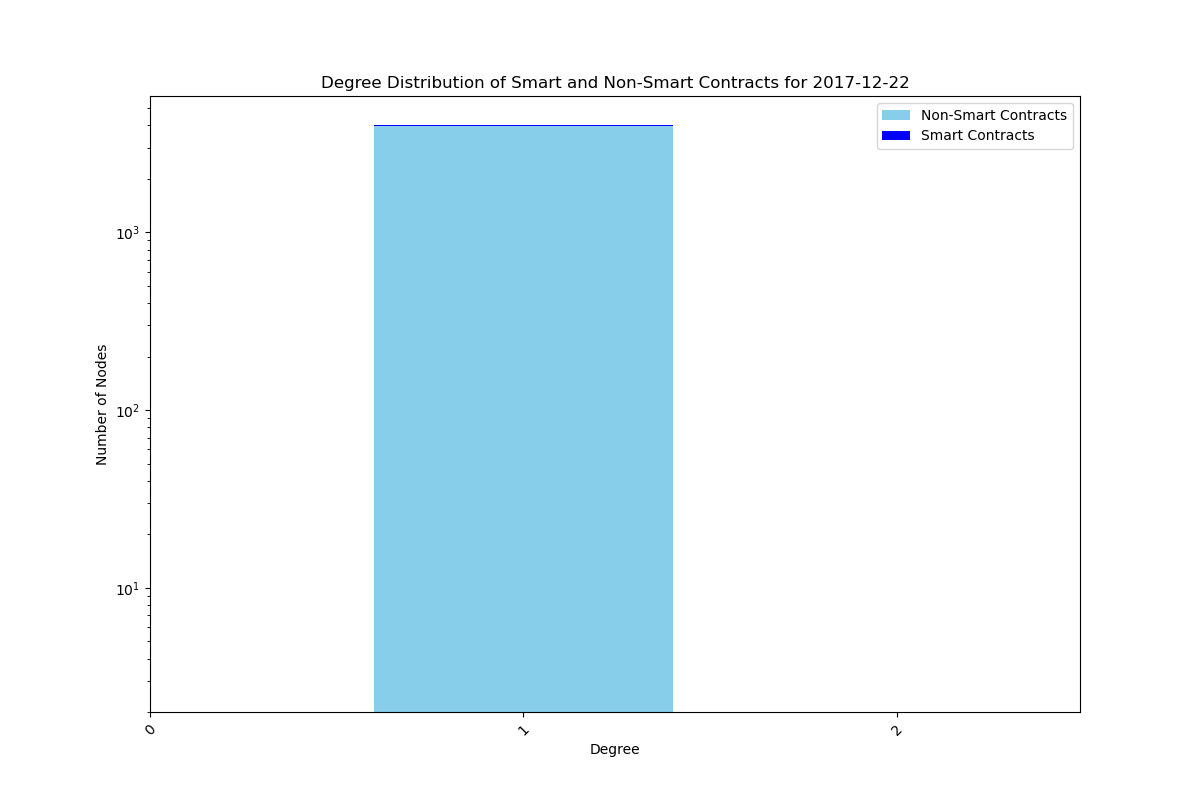 Degree Distribution of Smart and Non-Smart Contracts for 2017-12-22
Non-Smart Contracts
Smart Contracts
Number of Nodes
10³
10²
10¹
0
1
2
Degree